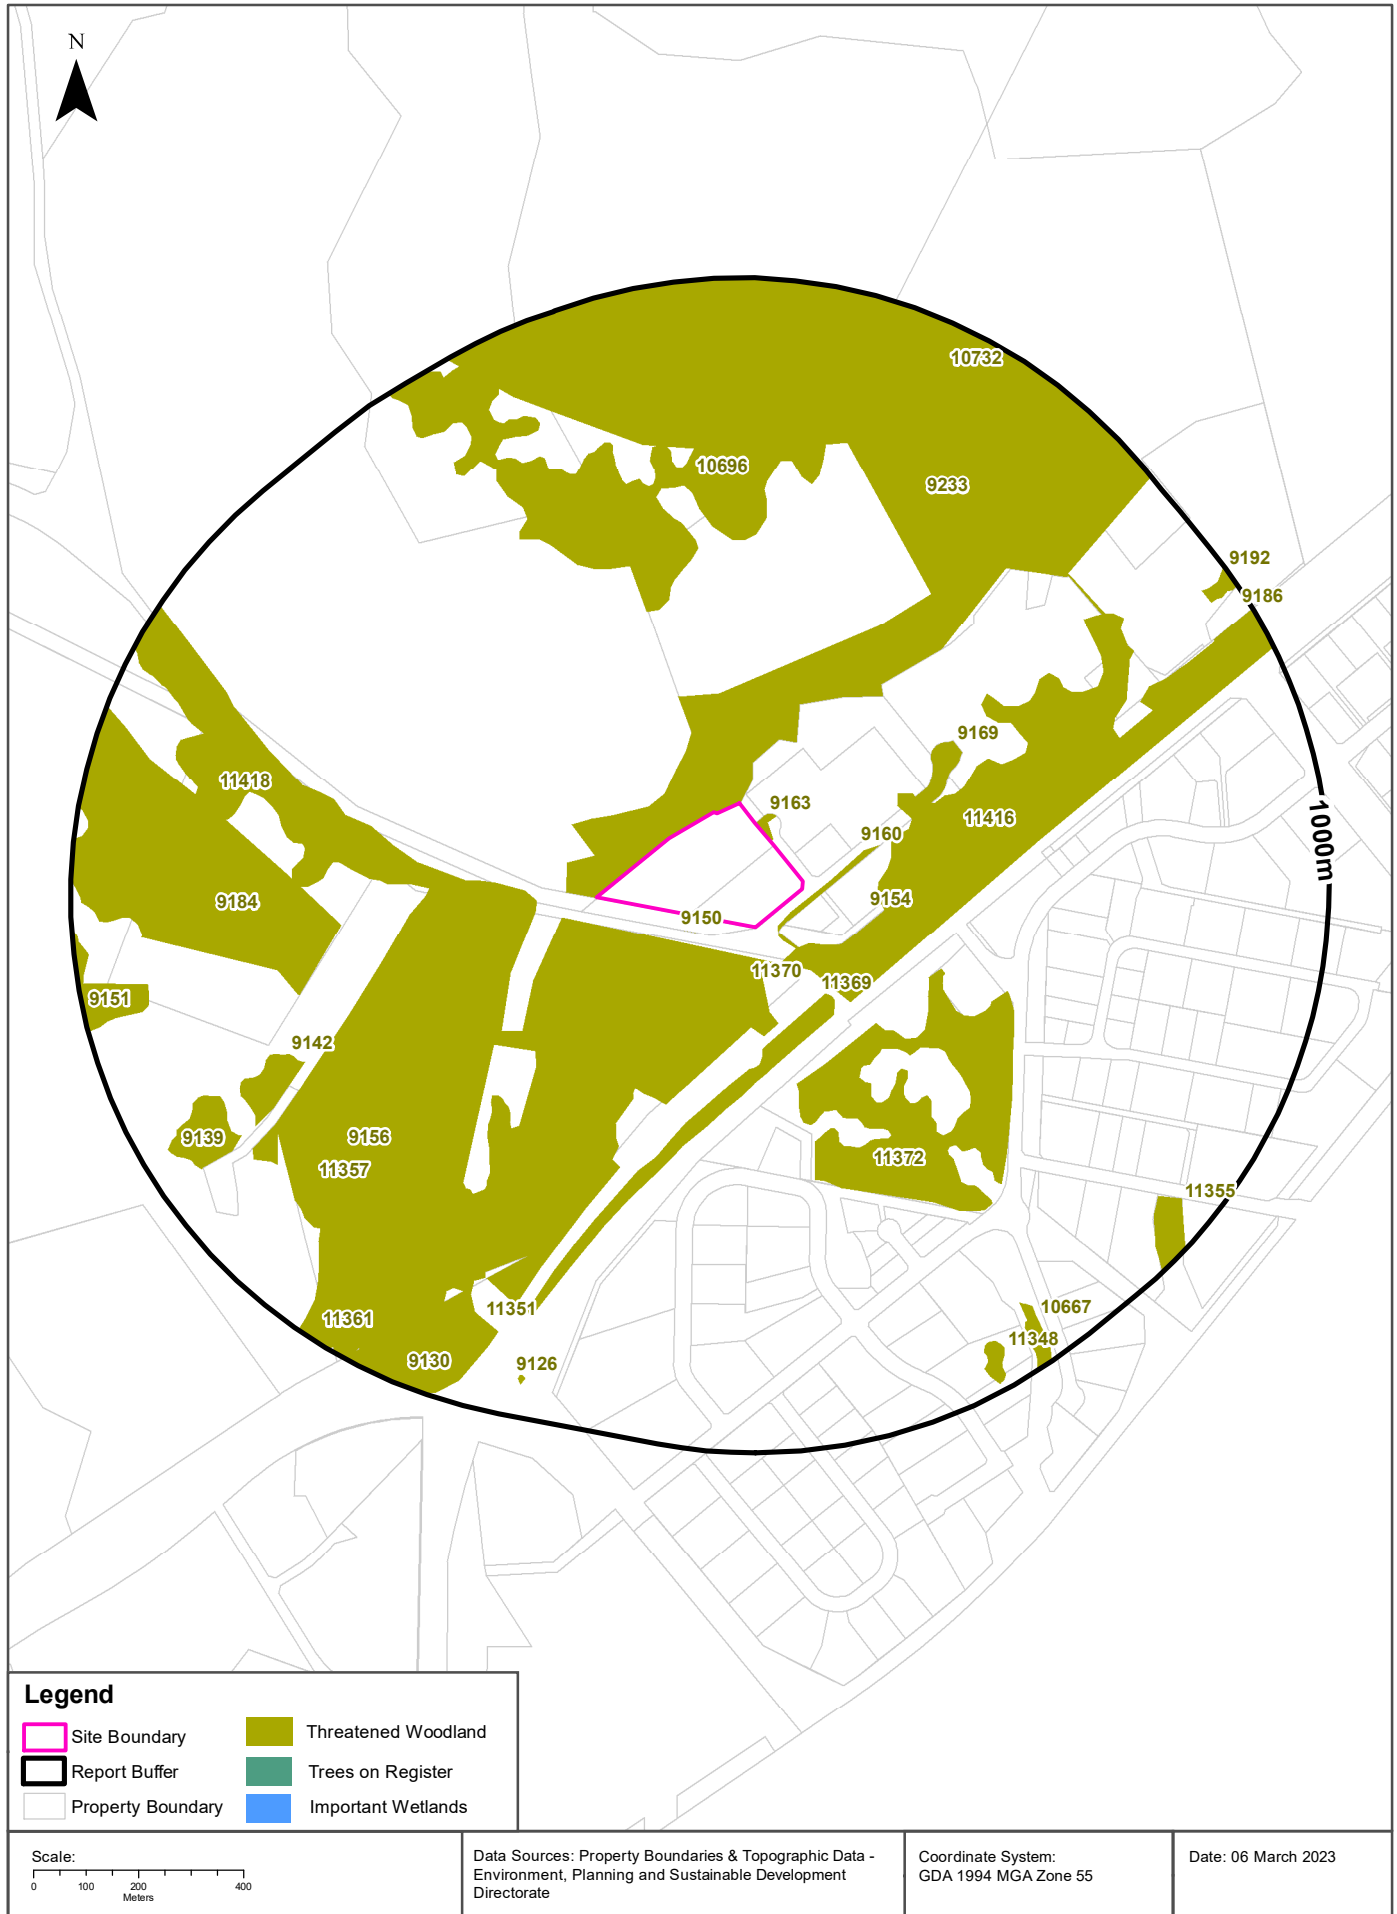 N
10732
10696
9233
9192
9186
9169
11418
9163
11416
9160
1000m
9184
9154
9150
11370
11369
9151
9142
9139
9156
11357
11372
11355
11351
10667
11361
11348
9130
9126
Legend
Site Boundary
Threatened Woodland
Report Buffer
Trees on Register
Property Boundary
Important Wetlands
Scale:
0 100 200 400
Meters
Data Sources: Property Boundaries & Topographic Data -
Environment, Planning and Sustainable Development
Directorate
Coordinate System:
GDA 1994 MGA Zone 55
Date: 06 March 2023